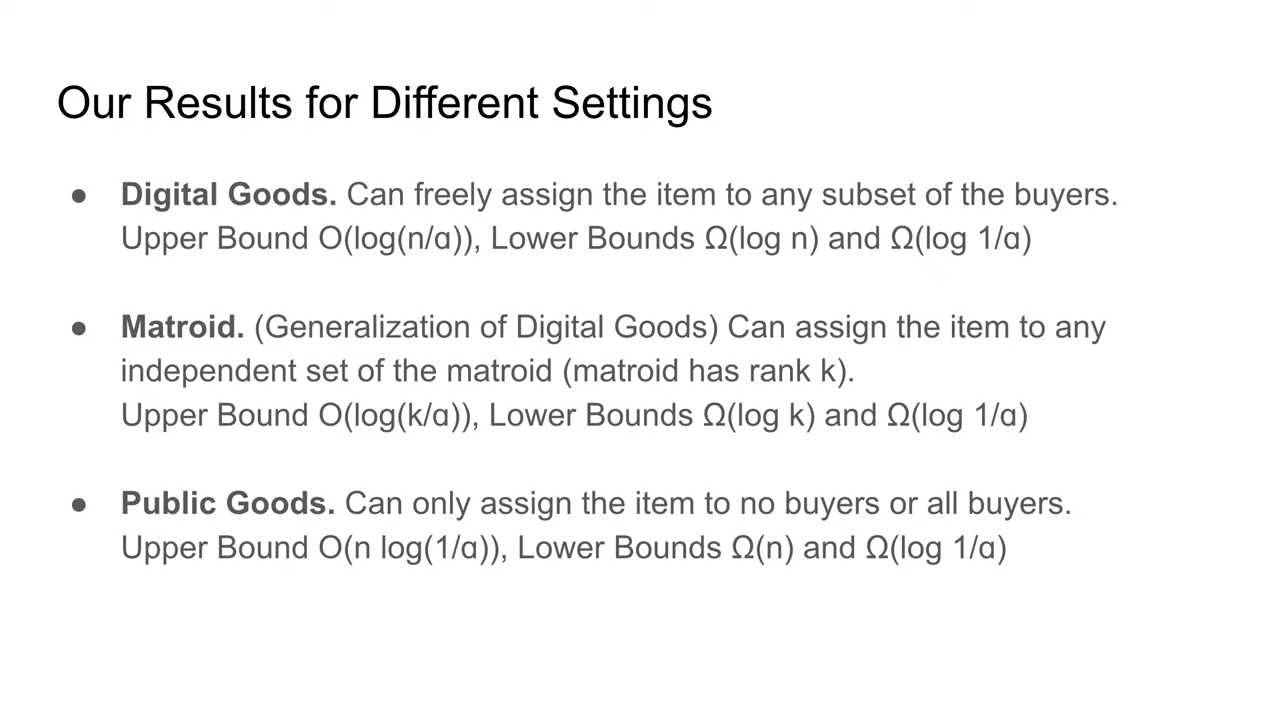 Our Results for Different Settings
● Digital Goods. Can freely assign the item to any subset of the buyers.
Upper Bound O(log(n/ɑ)), Lower Bounds Ω(log n) and Ω(log 1/ɑ)
● Matroid. (Generalization of Digital Goods) Can assign the item to any
independent set of the matroid (matroid has rank k).
Upper Bound O(log(k/ɑ)), Lower Bounds Ω(log k) and Ω(log 1/ɑ)
● Public Goods. Can only assign the item to no buyers or all buyers.
Upper Bound O(n log(1/ɑ)), Lower Bounds Ω(n) and Ω(log 1/ɑ)